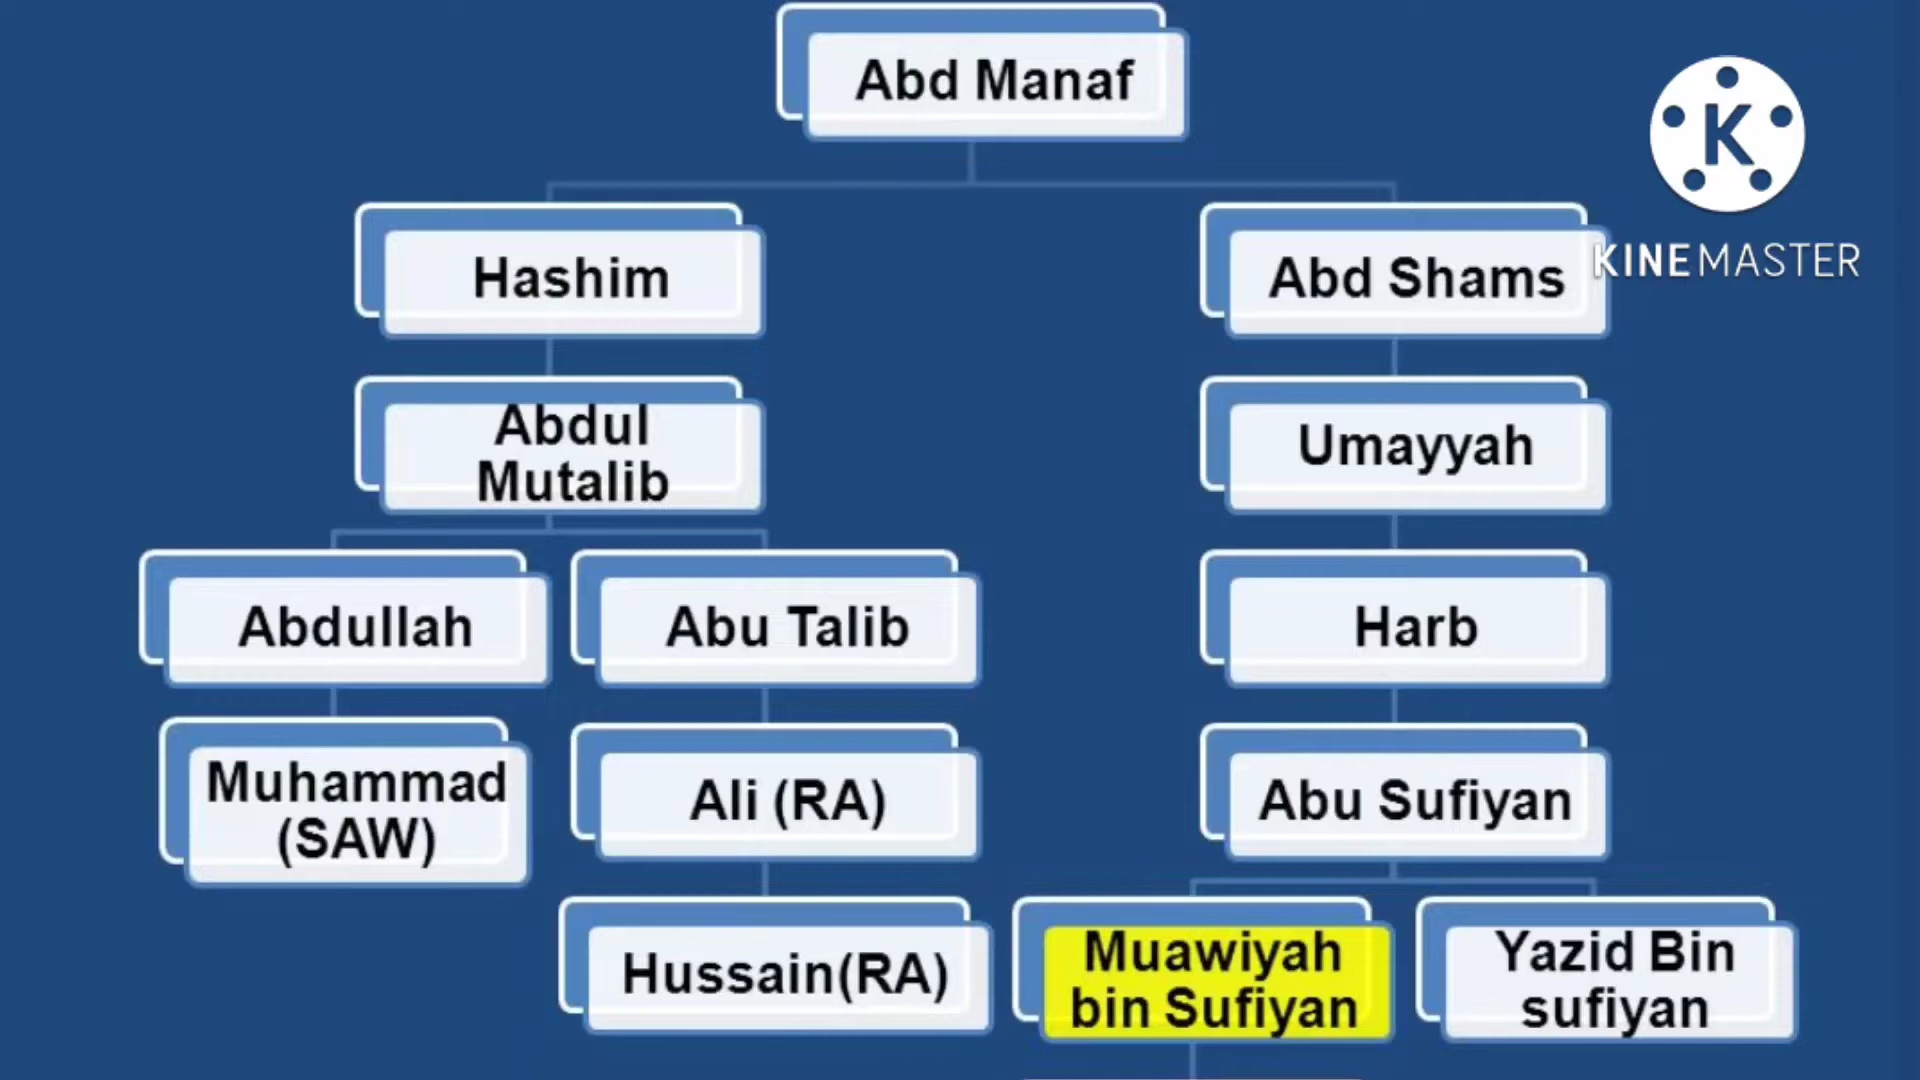 Abd Manaf
K
KINEMASTER
Hashim
Abd Shams
Abdul
Mutalib
Umayyah
Abdullah
Abu Talib
Harb
Muhammad
(SAW)
Ali (RA)
Abu Sufiyan
Hussain(RA)
Muawiyah
bin Sufiyan
Yazid Bin
sufiyan